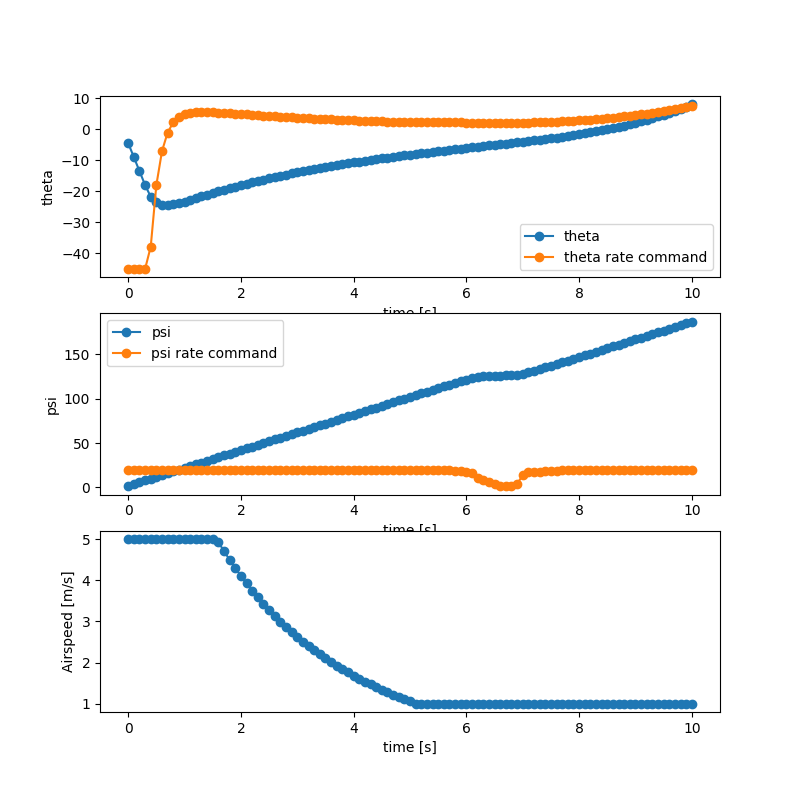 10
0
−10
−20
−30
−40
theta
theta
theta rate command
0 2 4 6 8 10
time [s]
psi
psi rate command
150
100
50
0
psi
0 2 4 6 8 10
time [s]
5
4
3
2
1
Airspeed [m/s]
0 2 4 6 8 10
time [s]